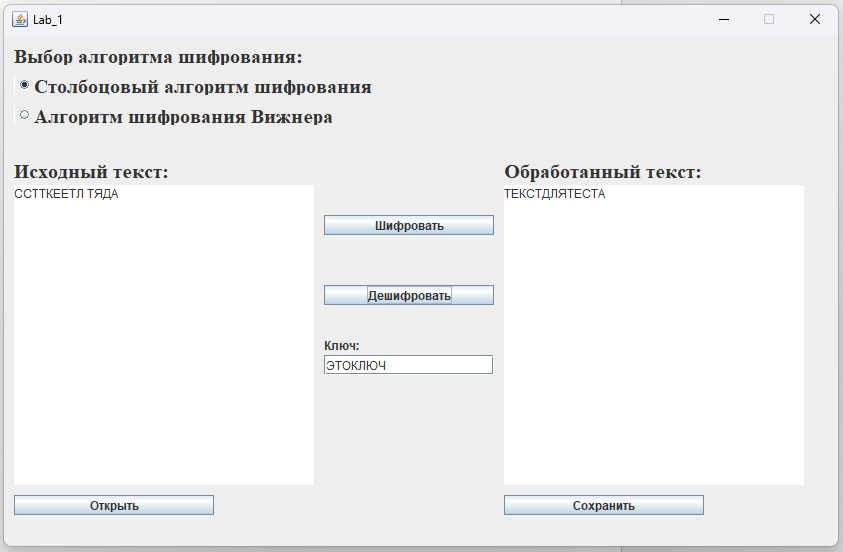 Lab_1
Выбор алгоритма шифрования:
Столбцовый алгоритм шифрования
Алгоритм шифрования Вижнера
Исходный текст:
Обработанный текст:
ССТТКЕЕТЛ ТЯДА
ТЕКСТДЛЯТЕСТА
Шифровать
Дешифровать
Ключ:
ЭТОКЛЮЧ
Открыть
Сохранить